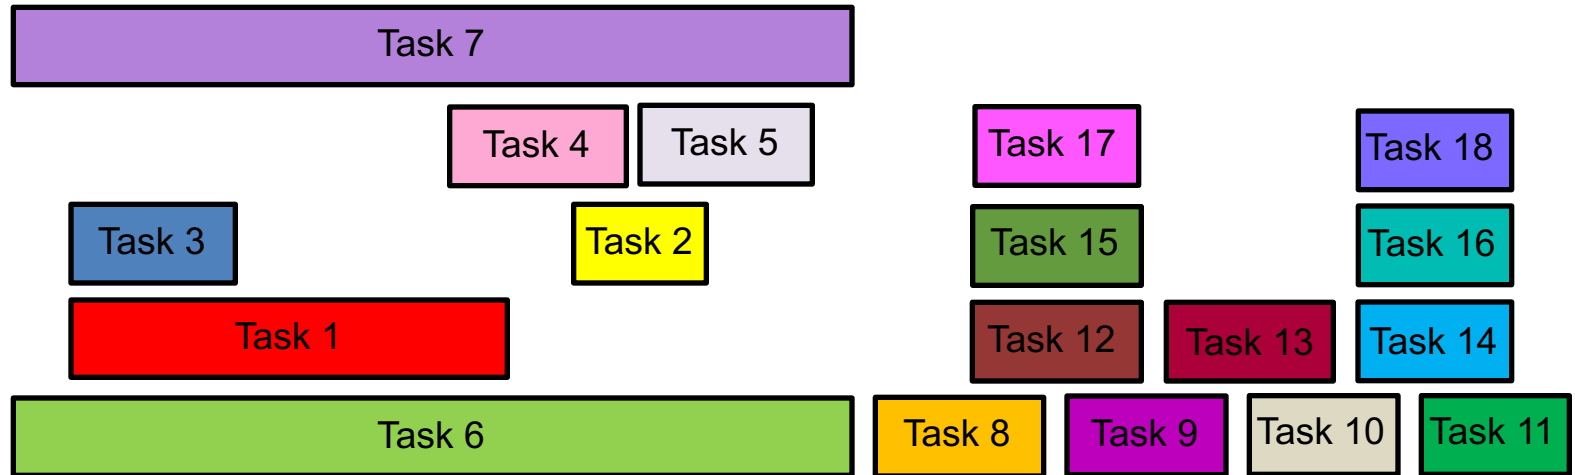 Task 7
Task 4
Task 5
Task 17
Task 18
Task 3
Task 2
Task 15
Task 16
Task 1
Task 12
Task 13
Task 14
Task 6
Task 8
Task 9
Task 10
Task 11